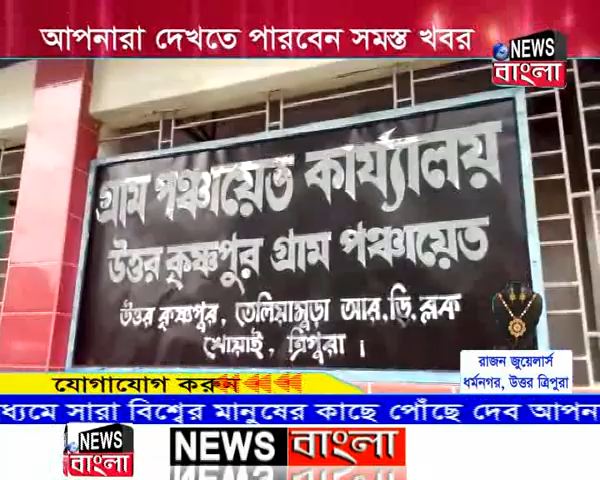 আপনারা দেখতে পারবেন সমস্ত খবর
NEWS
বাংলা
গ্রাম পঞ্চায়েত কার্য্যালয়
উত্তর কৃষ্ণপুর গ্রাম পঞ্চায়েত
উত্তর কৃষ্ণপুর, তেলিয়ামুড়া আর.ডি.ব্লক
খোয়াই, ত্রিপুরা ।
রাজন জুয়েলার্স
ধর্মনগর, উত্তর ত্রিপুরা
যোগাযোগ করুন
ধ্যমে সারা বিশ্বের মানুষের কাছে পৌঁছে দেব আপন
NEWS
বাংলা
NEWS বাংলা